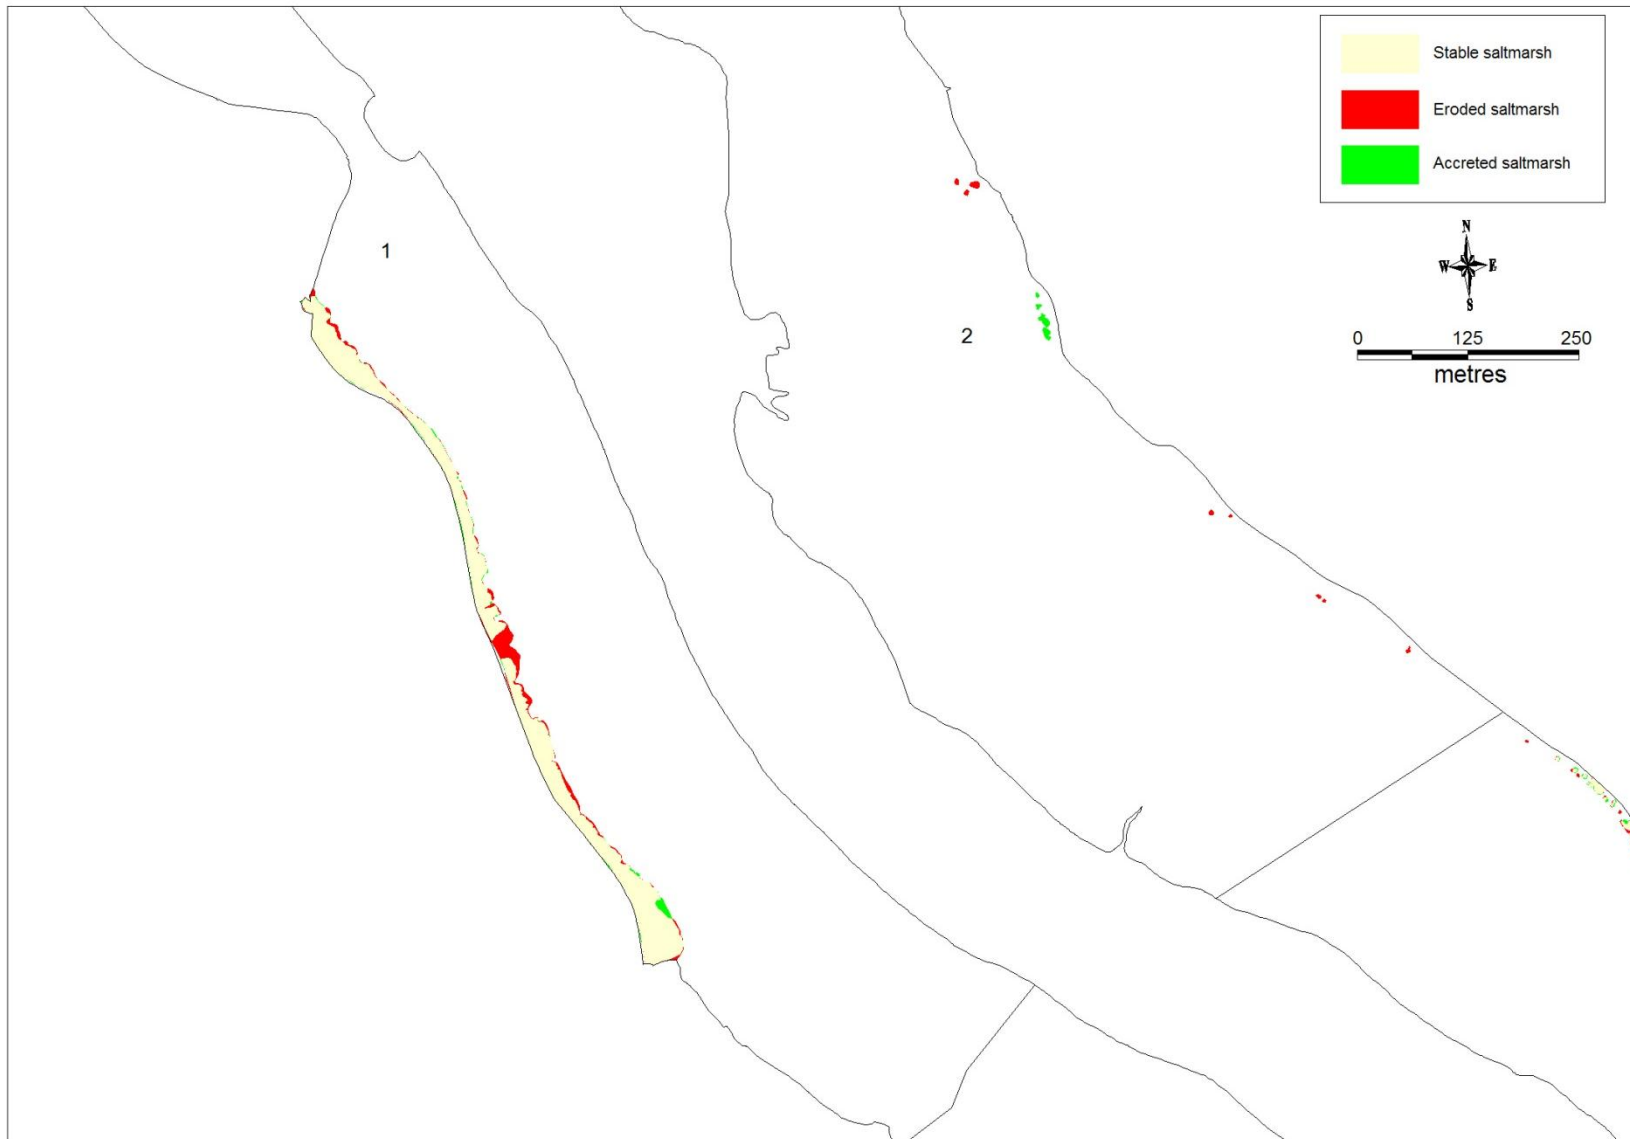 Stable saltmarsh
Eroded saltmarsh
Accreted saltmarsh
N
W E
S
0 125 250
metres
1
2